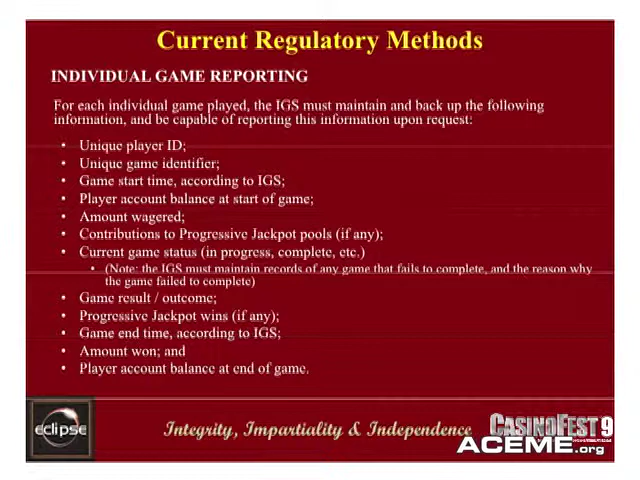 Current Regulatory Methods
INDIVIDUAL GAME REPORTING
For each individual game played, the IGS must maintain and back up the following
information, and be capable of reporting this information upon request:
• Unique player ID;
• Unique game identifier;
• Game start time, according to IGS;
• Player account balance at start of game;
• Amount wagered;
• Contributions to Progressive Jackpot pools (if any);
• Current game status (in progress, complete, etc.)
• (Note: the IGS must maintain records of any game that fails to complete, and the reason why
the game failed to complete)
• Game result / outcome;
• Progressive Jackpot wins (if any);
• Game end time, according to IGS;
• Amount won; and
• Player account balance at end of game.
eclipse
Integrity, Impartiality & Independence
CASINOFEST 9
ACEME.org